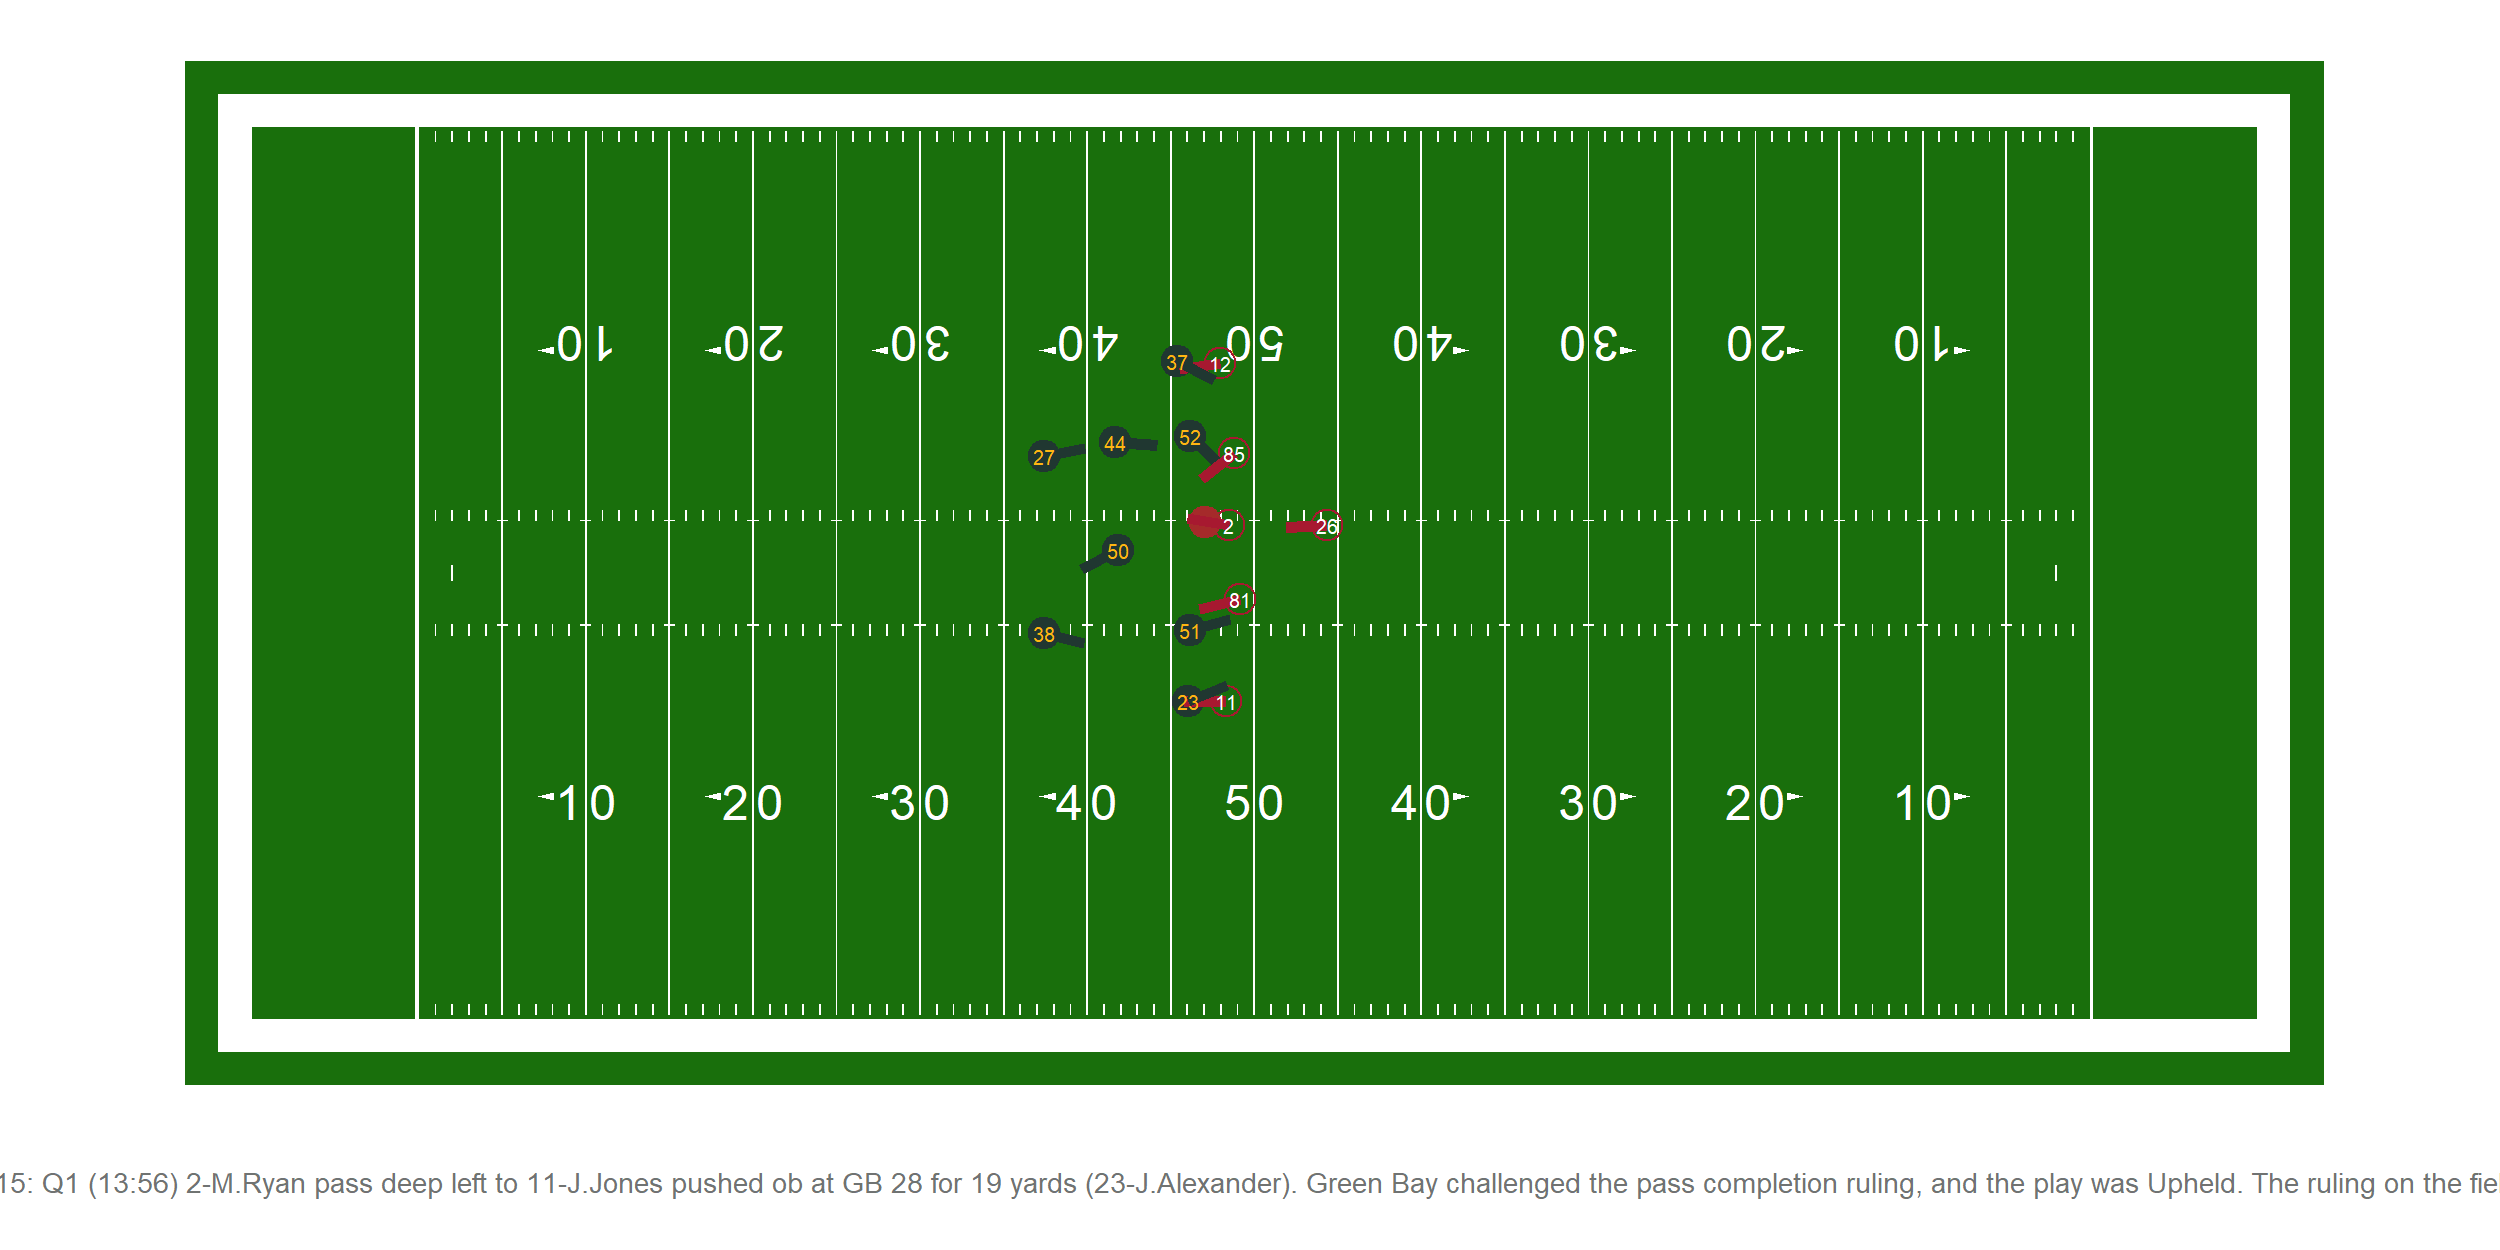 10 20 30 40 50 40 30 20 10
37 12
44 52
27 85
2 26
50
81
38 51
23 11
10 20 30 40 50 40 30 20 10
15: Q1 (13:56) 2-M.Ryan pass deep left to 11-J.Jones pushed ob at GB 28 for 19 yards (23-J.Alexander). Green Bay challenged the pass completion ruling, and the play was Upheld. The ruling on the fiel